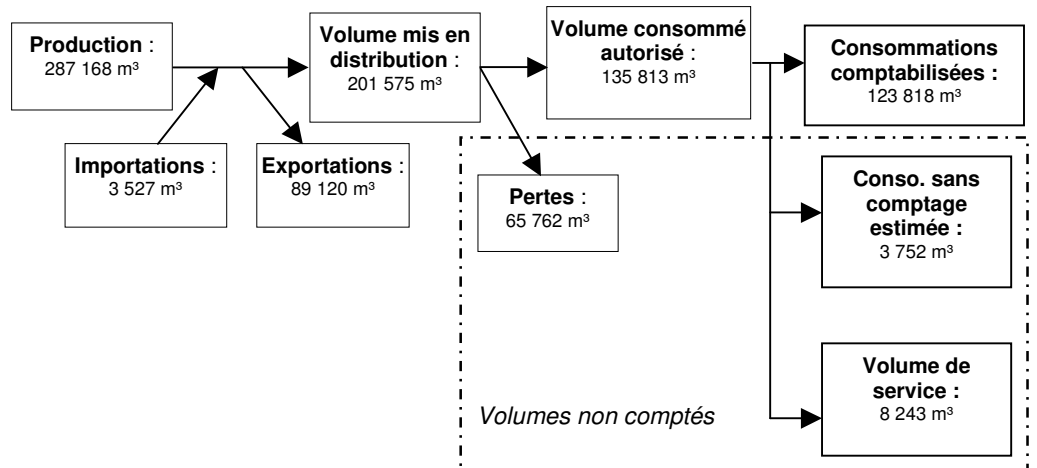 Production :
287 168 m³
Volume mis en
distribution :
201 575 m³
Volume consommé
autorisé :
135 813 m³
Consommations
comptabilisées :
123 818 m³
Importations :
3 527 m³
Exportations :
89 120 m³
Pertes :
65 762 m³
Conso. sans
comptage
estimée :
3 752 m³
Volume de
service :
8 243 m³
Volumes non comptés